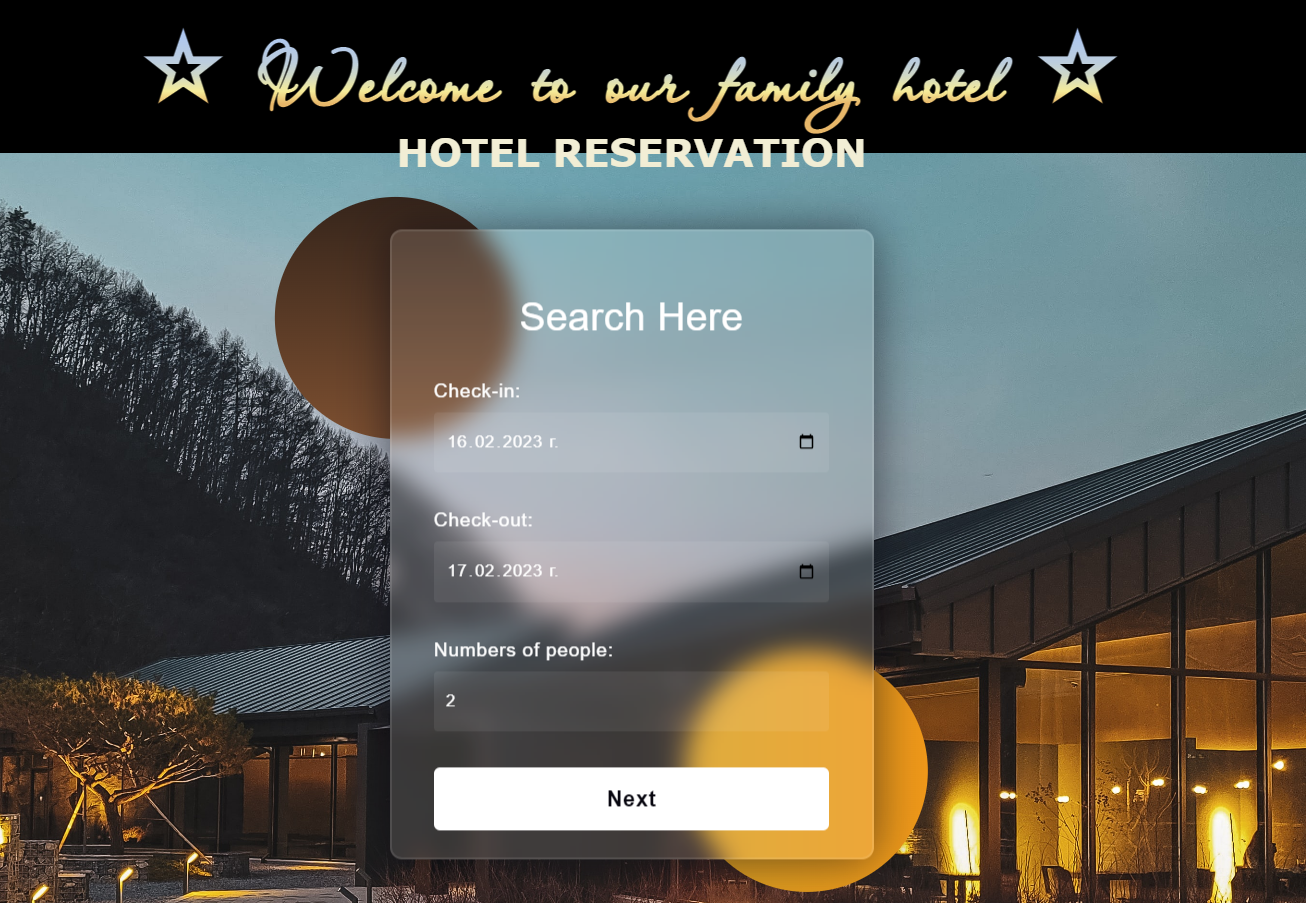 Welcome to our family hotel
HOTEL RESERVATION
Search Here
Check-in:
16.02.2023 г.
Check-out:
17.02.2023 г.
Numbers of people:
2
Next